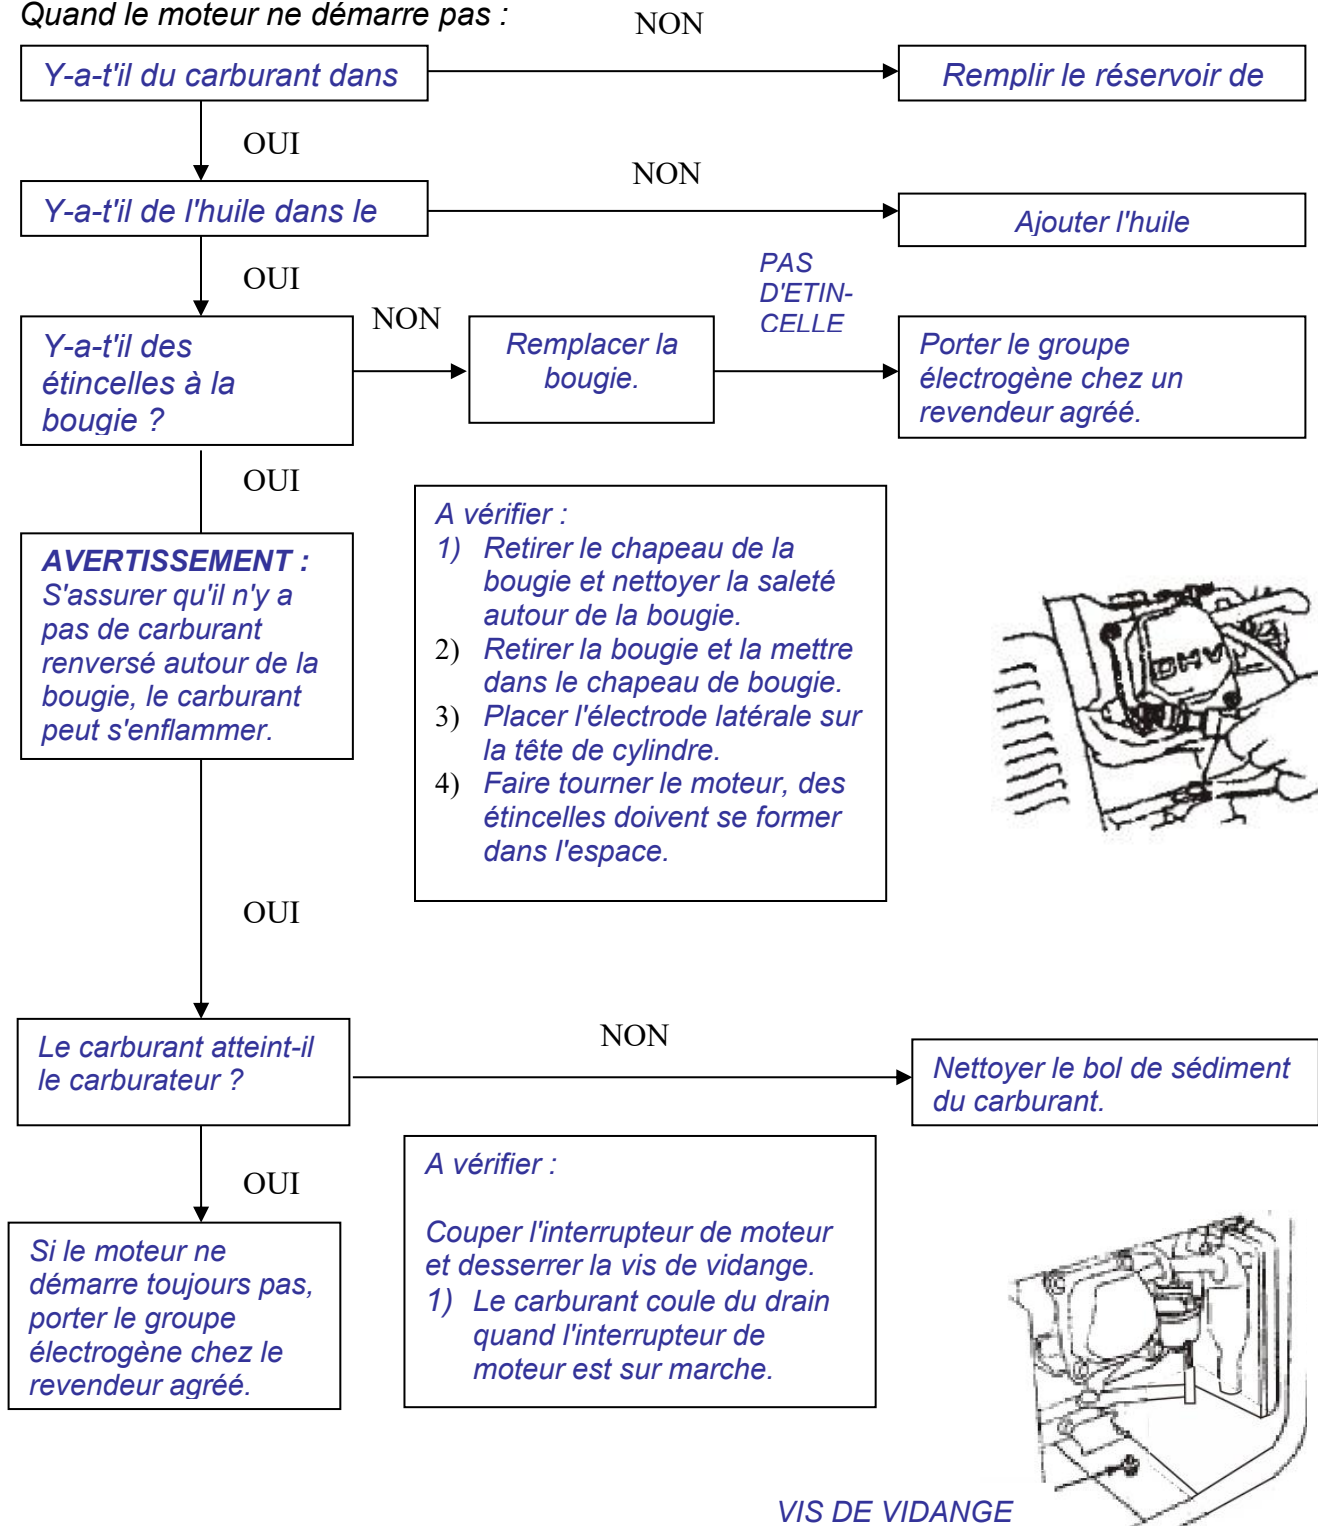 Quand le moteur ne démarre pas :
NON
Y-a-t'il du carburant dans
Remplir le réservoir de
OUI
NON
Y-a-t'il de l'huile dans le
Ajouter l'huile
OUI
NON
PAS
D'ETIN-
CELLE
Y-a-t'il des
étincelles à la
bougie ?
Remplacer la
bougie.
Porter le groupe
électrogène chez un
revendeur agréé.
OUI
AVERTISSEMENT :
S'assurer qu'il n'y a
pas de carburant
renversé autour de la
bougie, le carburant
peut s'enflammer.
A vérifier :
1) Retirer le chapeau de la
bougie et nettoyer la saleté
autour de la bougie.
2) Retirer la bougie et la mettre
dans le chapeau de bougie.
3) Placer l'électrode latérale sur
la tête de cylindre.
4) Faire tourner le moteur, des
étincelles doivent se former
dans l'espace.
OHV
OUI
Le carburant atteint-il
le carburateur ?
NON
Nettoyer le bol de sédiment
du carburant.
OUI
A vérifier :
Couper l'interrupteur de moteur
et desserrer la vis de vidange.
1) Le carburant coule du drain
quand l'interrupteur de
moteur est sur marche.
Si le moteur ne
démarre toujours pas,
porter le groupe
électrogène chez le
revendeur agréé.
VIS DE VIDANGE